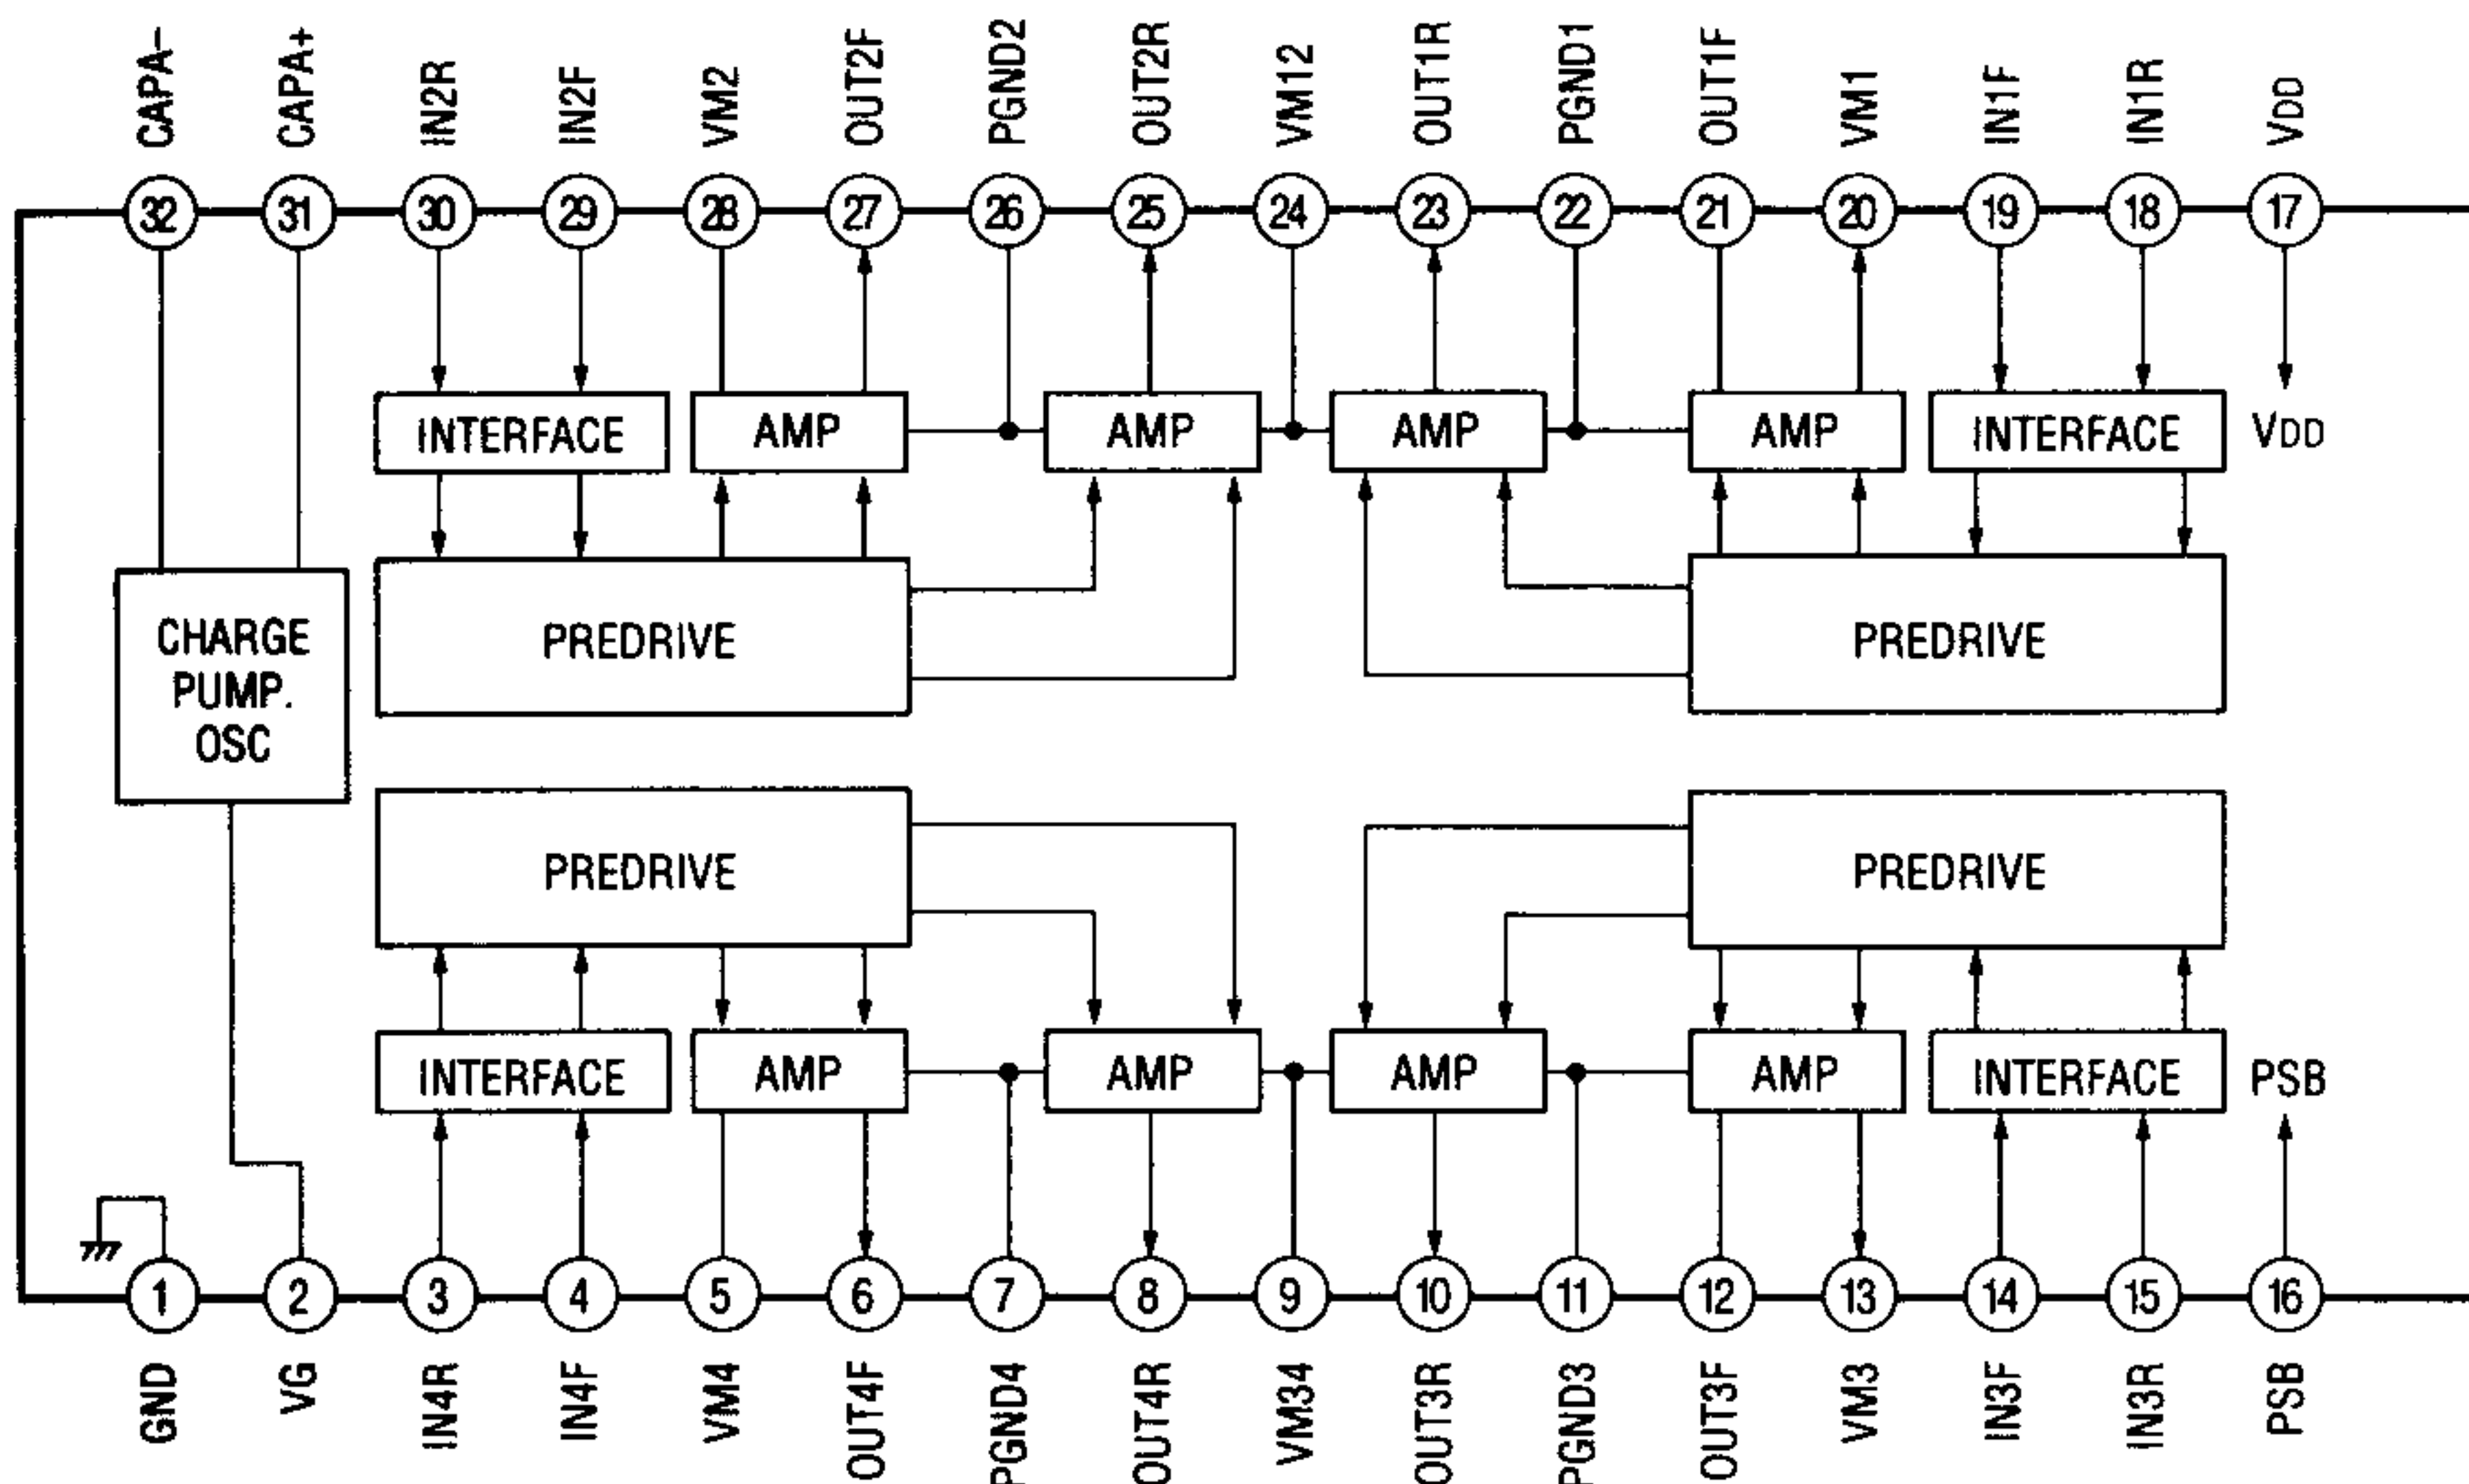 CAPA–
CAPA+
IN2R
IN2F
VM2
OUT2F
PGND2
OUT2R
VM12
OUT1R
PGND1
OUT1F
VM1
IN1F
IN1R
VDD
32
31
30
29
28
27
26
25
24
23
22
21
20
19
18
17
INTERFACE
AMP
AMP
AMP
AMP
INTERFACE
VDD
CHARGE
PUMP.
OSC
PREDRIVE
PREDRIVE
PREDRIVE
PREDRIVE
INTERFACE
AMP
AMP
AMP
AMP
INTERFACE
PSB
1
2
3
4
5
6
7
8
9
10
11
12
13
14
15
16
GND
VG
IN4R
IN4F
VM4
OUT4F
PGND4
OUT4R
VM34
OUT3R
PGND3
OUT3F
VM3
IN3F
IN3R
PSB